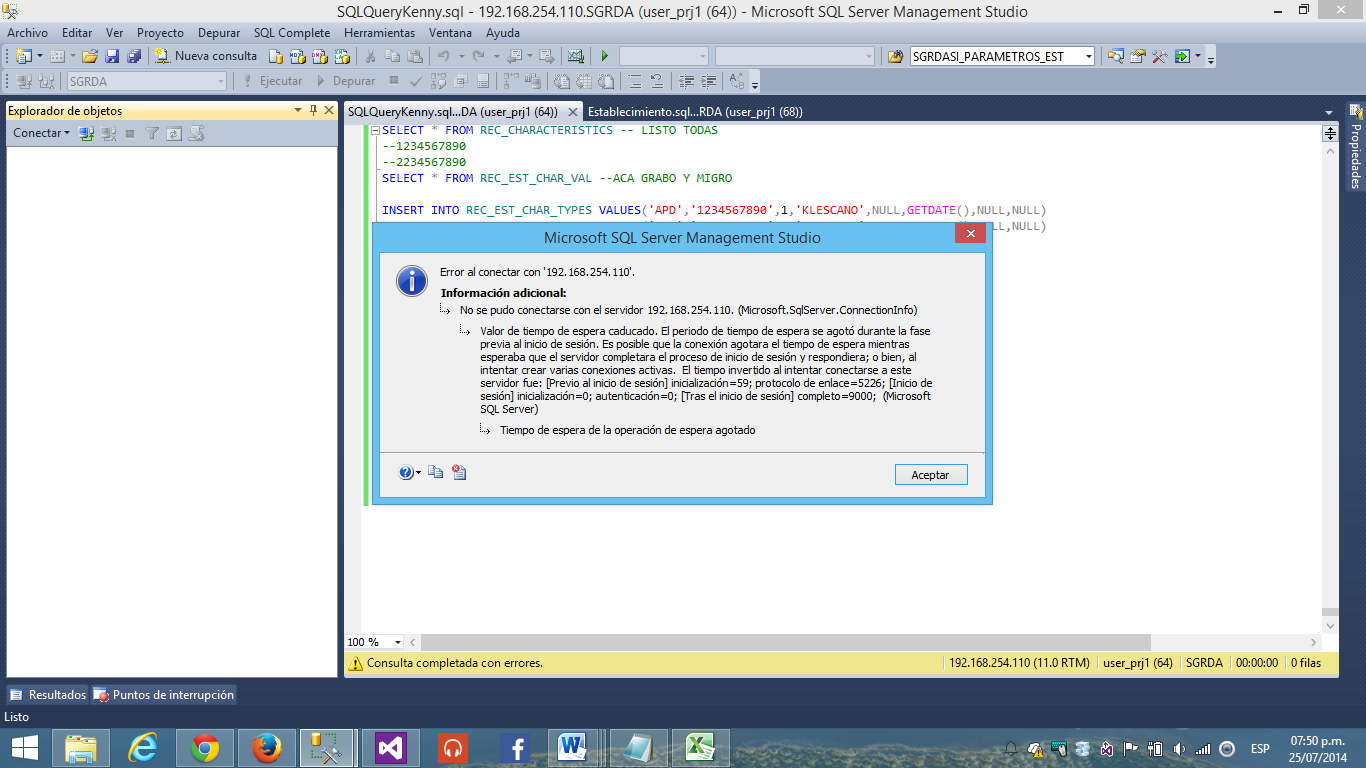 SQLQueryKenny.sql - 192.168.254.110.SGRDA (user_prj1 (64)) - Microsoft SQL Server Management Studio
Archivo Editar Ver Proyecto Depurar SQL Complete Herramientas Ventana Ayuda
Nueva consulta SGRDASI_PARAMETROS_EST
SGRDA Ejecutar Depurar
Explorador de objetos
Conectar
SQLQueryKenny.sql...DA (user_prj1 (64)) Establecimiento.sql...RDA (user_prj1 (68))
Propiedades
SELECT * FROM REC_CHARACTERISTICS -- LISTO TODAS
--1234567890
--2234567890
SELECT * FROM REC_EST_CHAR_VAL --ACA GRABO Y MIGRO
INSERT INTO REC_EST_CHAR_TYPES VALUES('APD','1234567890',1,'KLESCANO',NULL,GETDATE(),NULL,NULL)
LL,NULL)
Microsoft SQL Server Management Studio
Error al conectar con '192.168.254.110'.
Información adicional:
No se pudo conectarse con el servidor 192.168.254.110. (Microsoft.SqlServer.ConnectionInfo)
Valor de tiempo de espera caducado. El periodo de tiempo de espera se agotó durante la fase
previa al inicio de sesión. Es posible que la conexión agotara el tiempo de espera mientras
esperaba que el servidor completara el proceso de inicio de sesión y respondiera; o bien, al
intentar crear varias conexiones activas.  El tiempo invertido al intentar conectarse a este
servidor fue: [Previo al inicio de sesión] inicialización=59; protocolo de enlace=5226; [Inicio de
sesión] inicialización=0; autenticación=0; [Tras el inicio de sesión] completo=9000;  (Microsoft
SQL Server)
Tiempo de espera de la operación de espera agotado
Aceptar
100 %
Consulta completada con errores. 192.168.254.110 (11.0 RTM) user_prj1 (64) SGRDA 00:00:00 0 filas
Resultados Puntos de interrupción
Listo
ESP
07:50 p.m.
25/07/2014